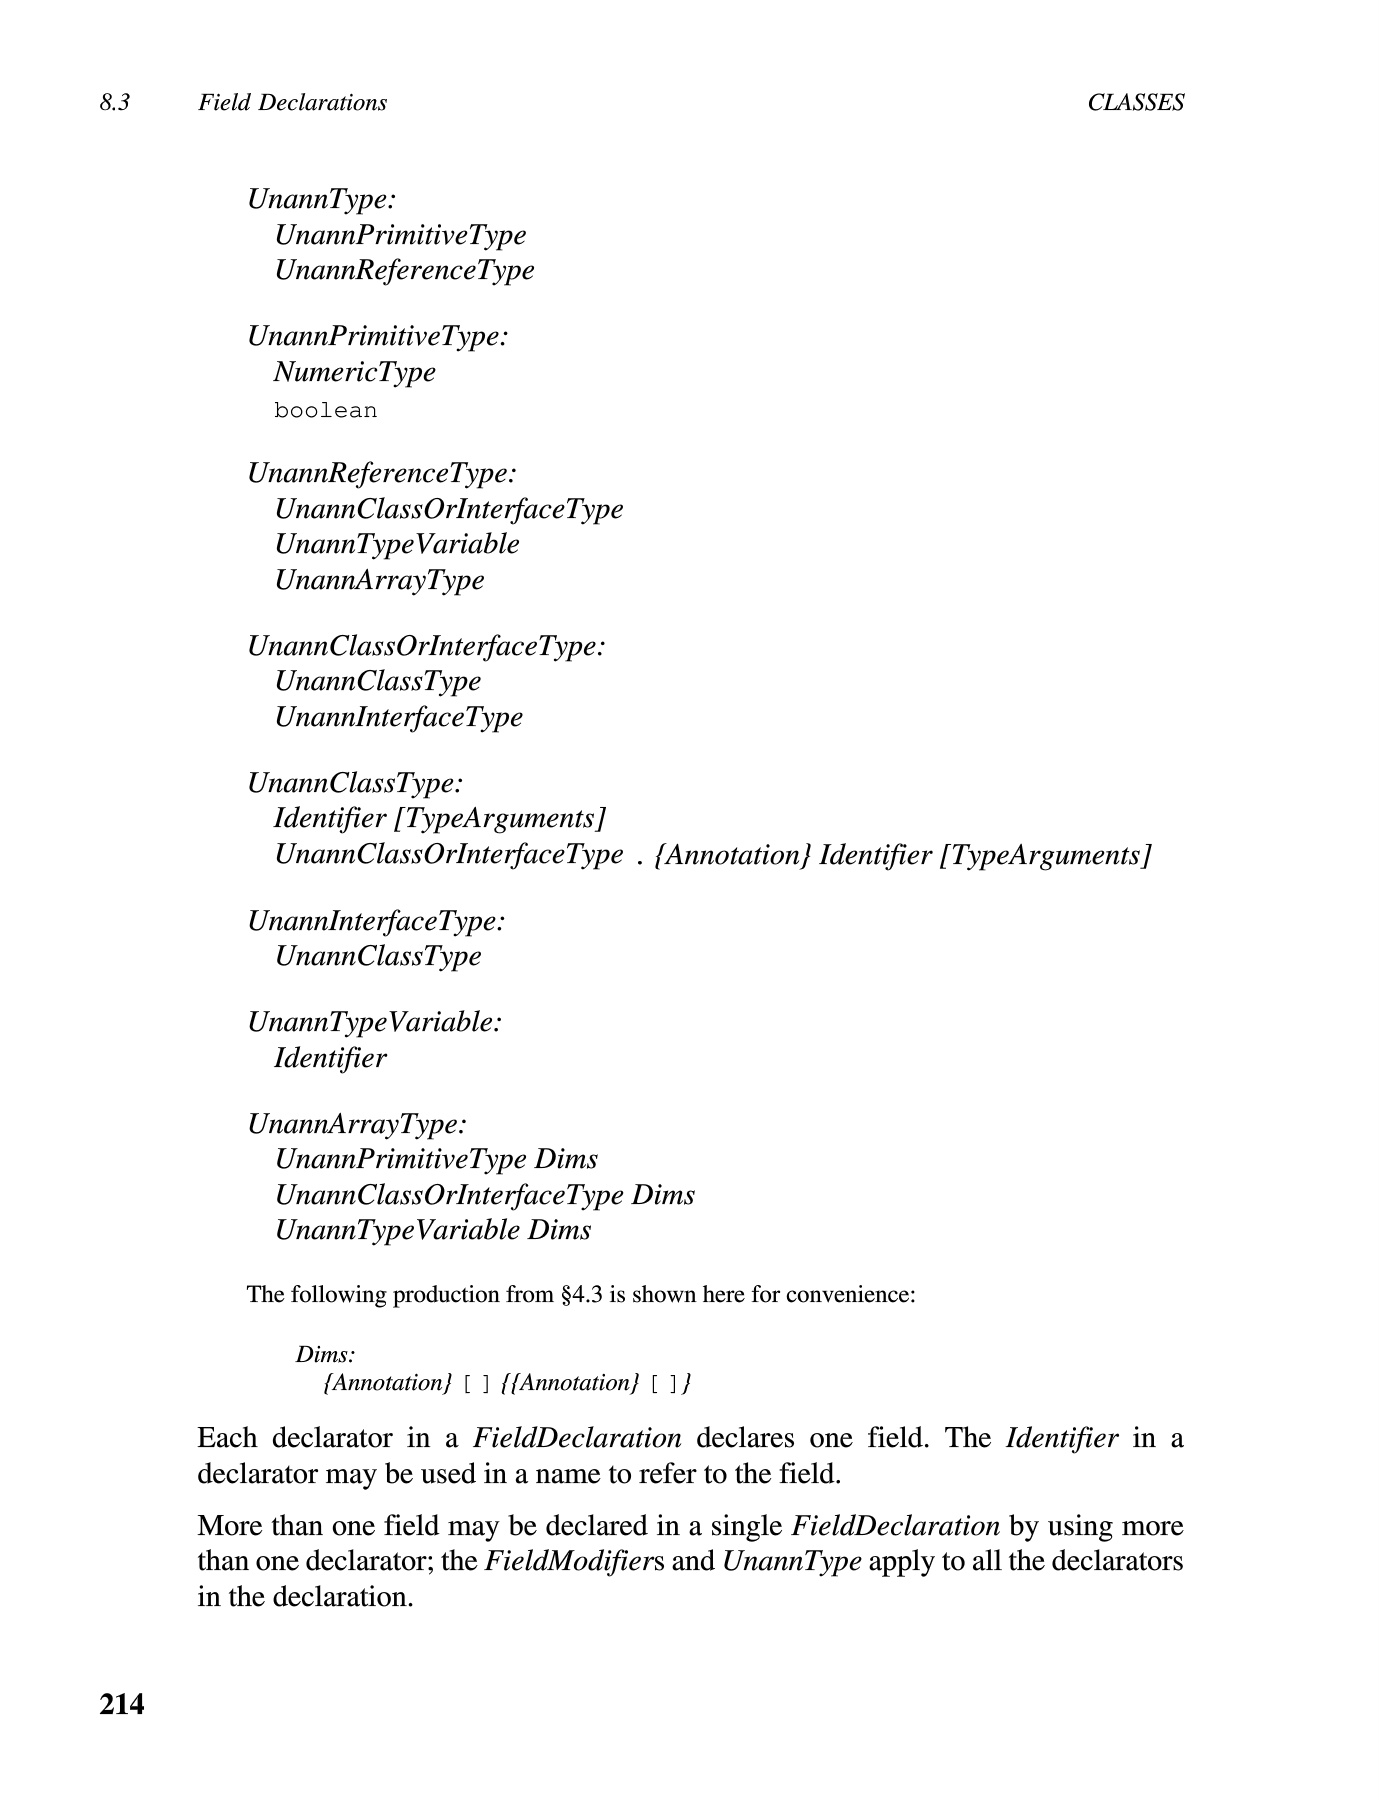 8.3 Field Declarations CLASSES
UnannType:
UnannPrimitiveType
UnannReferenceType
UnannPrimitiveType:
NumericType
boolean
UnannReferenceType:
UnannClassOrInterfaceType
UnannTypeVariable
UnannArrayType
UnannClassOrInterfaceType:
UnannClassType
UnannInterfaceType
UnannClassType:
Identifier [TypeArguments]
UnannClassOrInterfaceType . {Annotation} Identifier [TypeArguments]
UnannInterfaceType:
UnannClassType
UnannTypeVariable:
Identifier
UnannArrayType:
UnannPrimitiveType Dims
UnannClassOrInterfaceType Dims
UnannTypeVariable Dims
The following production from §4.3 is shown here for convenience:
Dims:
{Annotation} [ ] {{Annotation} [ ]}
Each declarator in a FieldDeclaration declares one field. The Identifier in a
declarator may be used in a name to refer to the field.
More than one field may be declared in a single FieldDeclaration by using more
than one declarator; the FieldModifiers and UnannType apply to all the declarators
in the declaration.
214